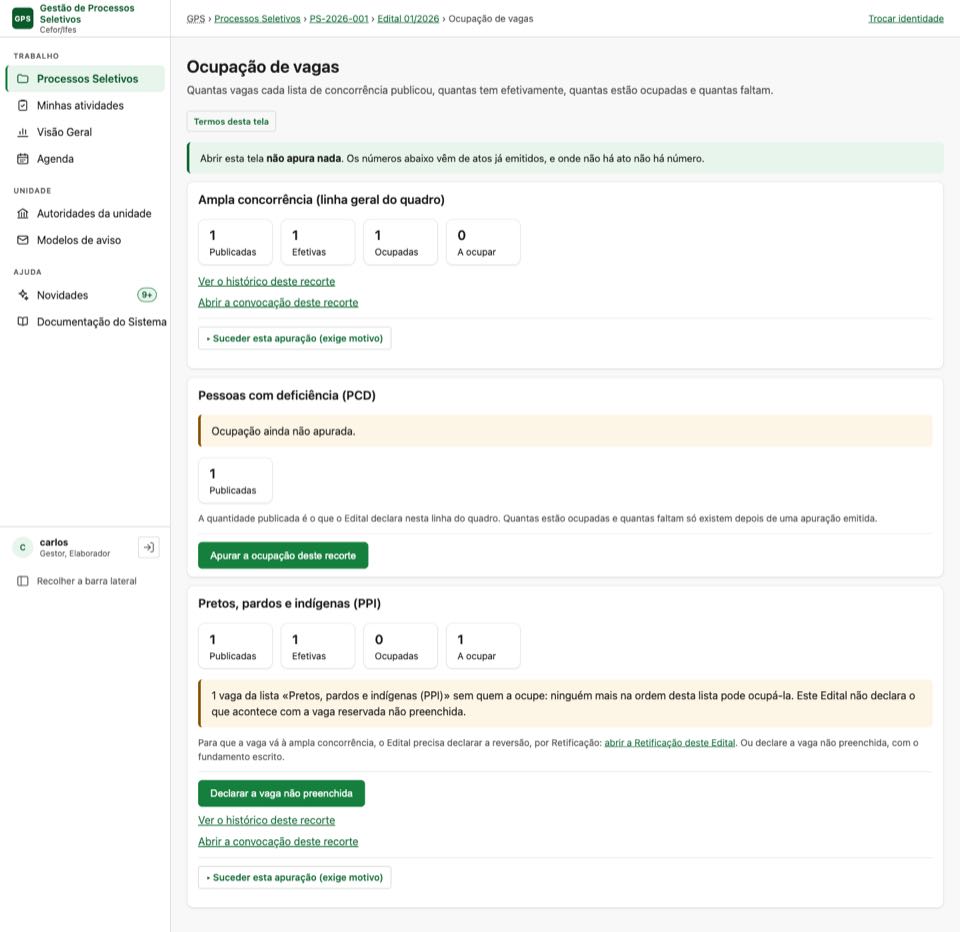 GPS
Gestão de Processos
Seletivos
Cefor/Ifes
GPS › Processos Seletivos › PS-2026-001 › Edital 01/2026 › Ocupação de vagas
Trocar identidade
TRABALHO
Processos Seletivos
Minhas atividades
Visão Geral
Agenda
UNIDADE
Autoridades da unidade
Modelos de aviso
AJUDA
Novidades
9+
Documentação do Sistema
C
carlos
Gestor, Elaborador
Recolher a barra lateral
Ocupação de vagas
Quantas vagas cada lista de concorrência publicou, quantas tem efetivamente, quantas estão ocupadas e quantas faltam.
Termos desta tela
Abrir esta tela não apura nada. Os números abaixo vêm de atos já emitidos, e onde não há ato não há número.
Ampla concorrência (linha geral do quadro)
1
Publicadas
1
Efetivas
1
Ocupadas
0
A ocupar
Ver o histórico deste recorte
Abrir a convocação deste recorte
▸ Suceder esta apuração (exige motivo)
Pessoas com deficiência (PCD)
Ocupação ainda não apurada.
1
Publicadas
A quantidade publicada é o que o Edital declara nesta linha do quadro. Quantas estão ocupadas e quantas faltam só existem depois de uma apuração emitida.
Apurar a ocupação deste recorte
Pretos, pardos e indígenas (PPI)
1
Publicadas
1
Efetivas
0
Ocupadas
1
A ocupar
1 vaga da lista «Pretos, pardos e indígenas (PPI)» sem quem a ocupe: ninguém mais na ordem desta lista pode ocupá-la. Este Edital não declara o
que acontece com a vaga reservada não preenchida.
Para que a vaga vá à ampla concorrência, o Edital precisa declarar a reversão, por Retificação: abrir a Retificação deste Edital. Ou declare a vaga não preenchida, com o
fundamento escrito.
Declarar a vaga não preenchida
Ver o histórico deste recorte
Abrir a convocação deste recorte
▸ Suceder esta apuração (exige motivo)